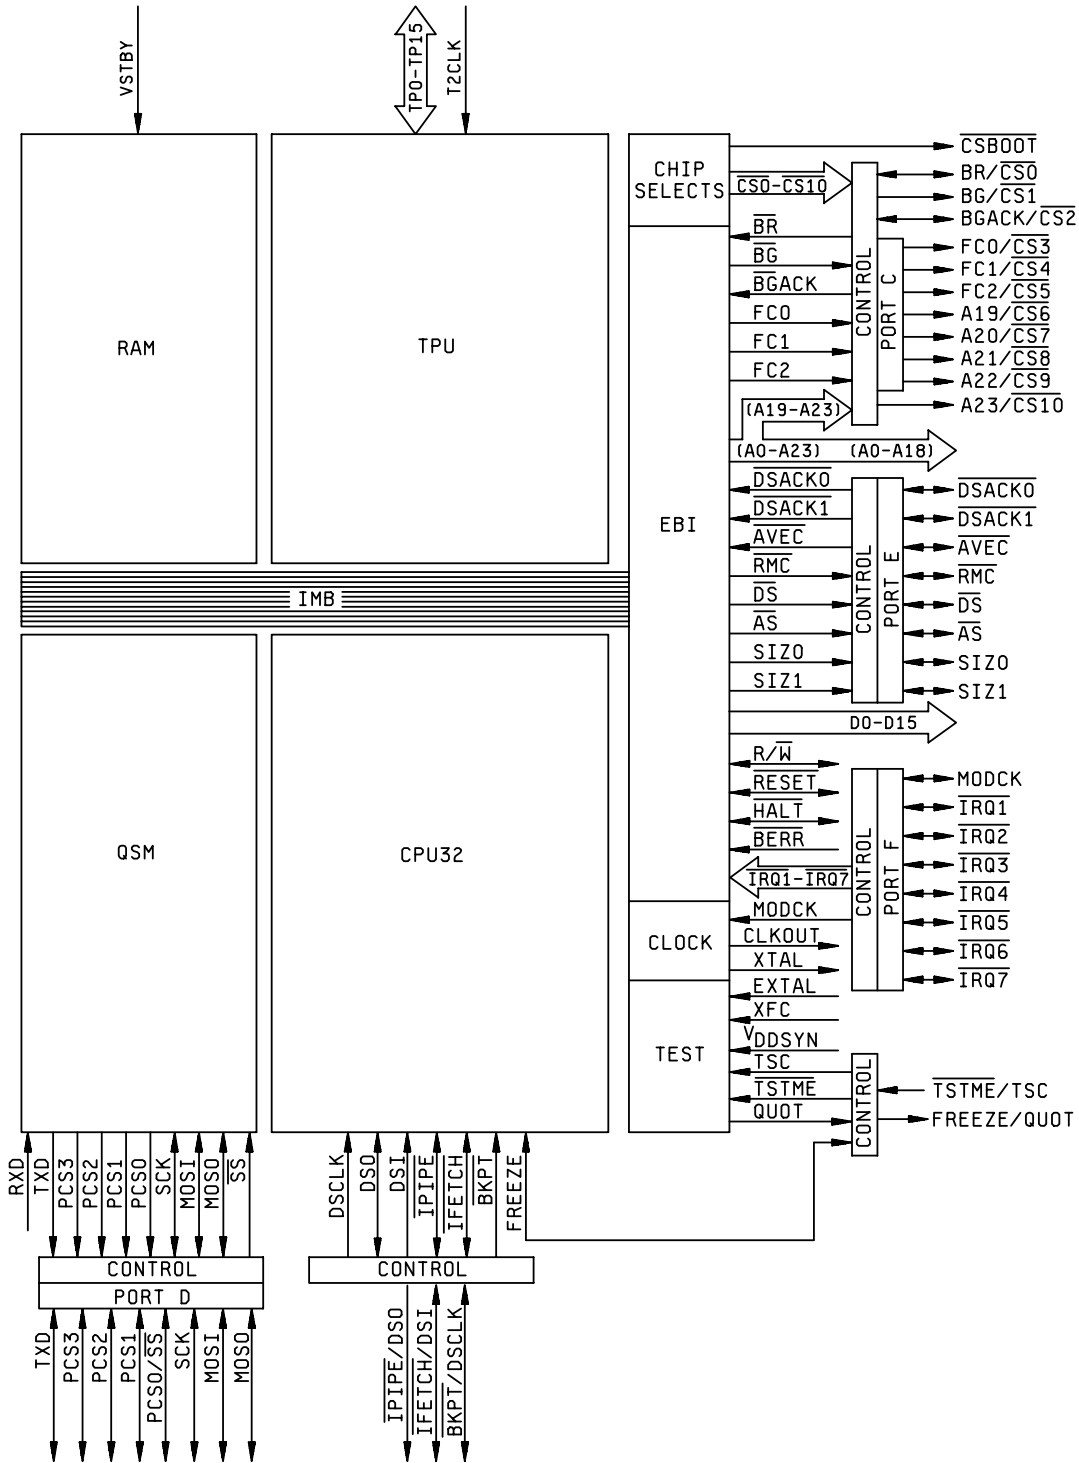 VSTBY
TP0-TP15
T2CLK
RAM
TPU
CHIP
SELECTS
CS0-CS10
CSBOOT
BR/CS0
BG/CS1
BGACK/CS2
BR
BG
BGACK
FC0
FC1
FC2
CONTROL
PORT C
FC0/CS3
FC1/CS4
FC2/CS5
A19/CS6
A20/CS7
A21/CS8
A22/CS9
A23/CS10
(A19-A23)
(A0-A23)
(A0-A18)
EBI
DSACK0
DSACK1
AVEC
RMC
DS
AS
SIZ0
SIZ1
CONTROL
PORT E
DSACK0
DSACK1
AVEC
RMC
DS
AS
SIZ0
SIZ1
IMB
D0-D15
QSM
CPU32
R/W
RESET
HALT
BERR
IRQ1-IRQ7
CONTROL
PORT F
MODCK
IRQ1
IRQ2
IRQ3
IRQ4
IRQ5
IRQ6
IRQ7
CLOCK
MODCK
CLKOUT
XTAL
EXTAL
XFC
VDDSYN
TEST
TSC
TSTME
QUOT
CONTROL
TSTME/TSC
FREEZE/QUOT
RXD
TXD
PCS3
PCS2
PCS1
PCS0
SCK
MOSI
MOSO
SS
DSCLK
DSO
DSI
IPIPE
IFETCH
BKPT
FREEZE
CONTROL
PORT D
CONTROL
TXD
PCS3
PCS2
PCS1
PCS0/SS
SCK
MOSI
MOSO
IPIPE/DSO
IFETCH/DSI
BKPT/DSCLK